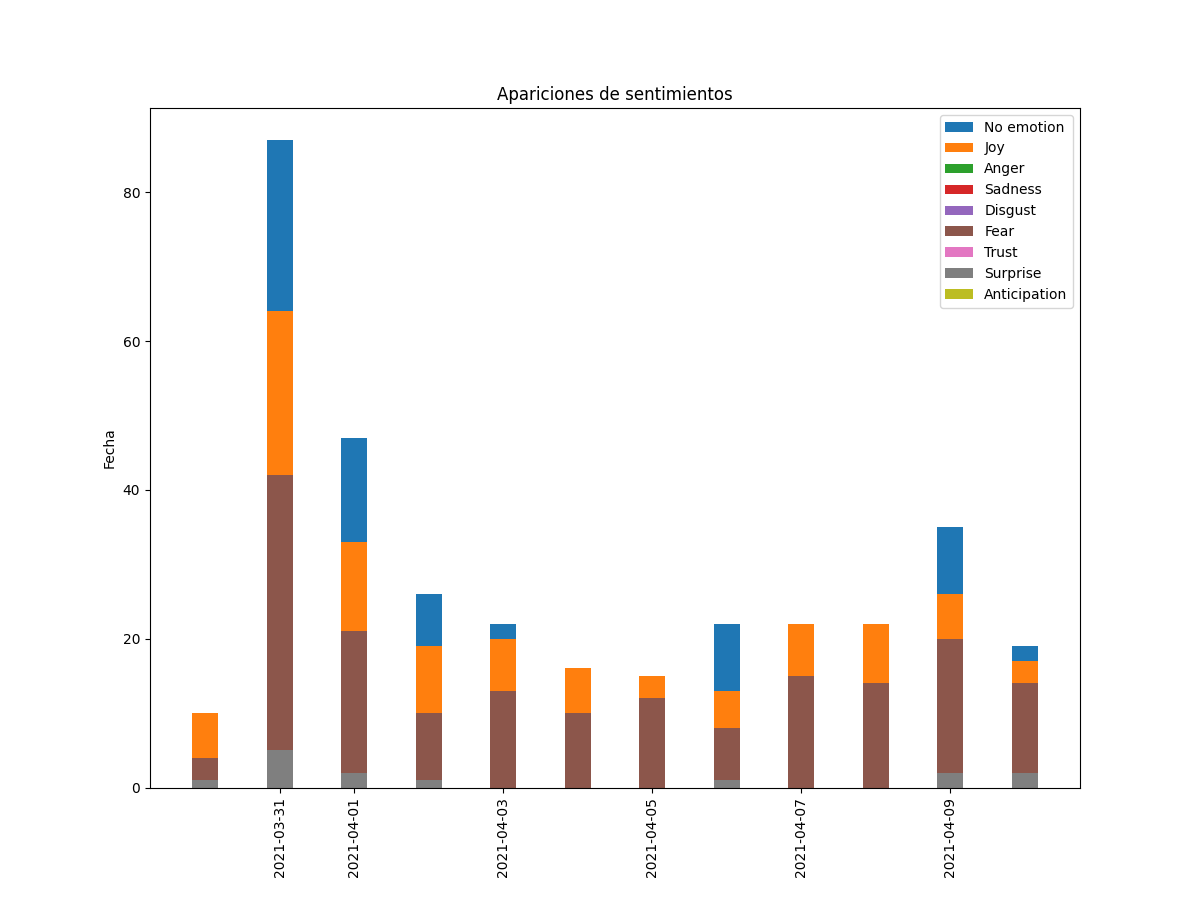 Apariciones de sentimientos
No emotion
Joy
Anger
Sadness
Disgust
Fear
Trust
Surprise
Anticipation
Fecha
80
60
40
20
0
2021-03-31
2021-04-01
2021-04-03
2021-04-05
2021-04-07
2021-04-09